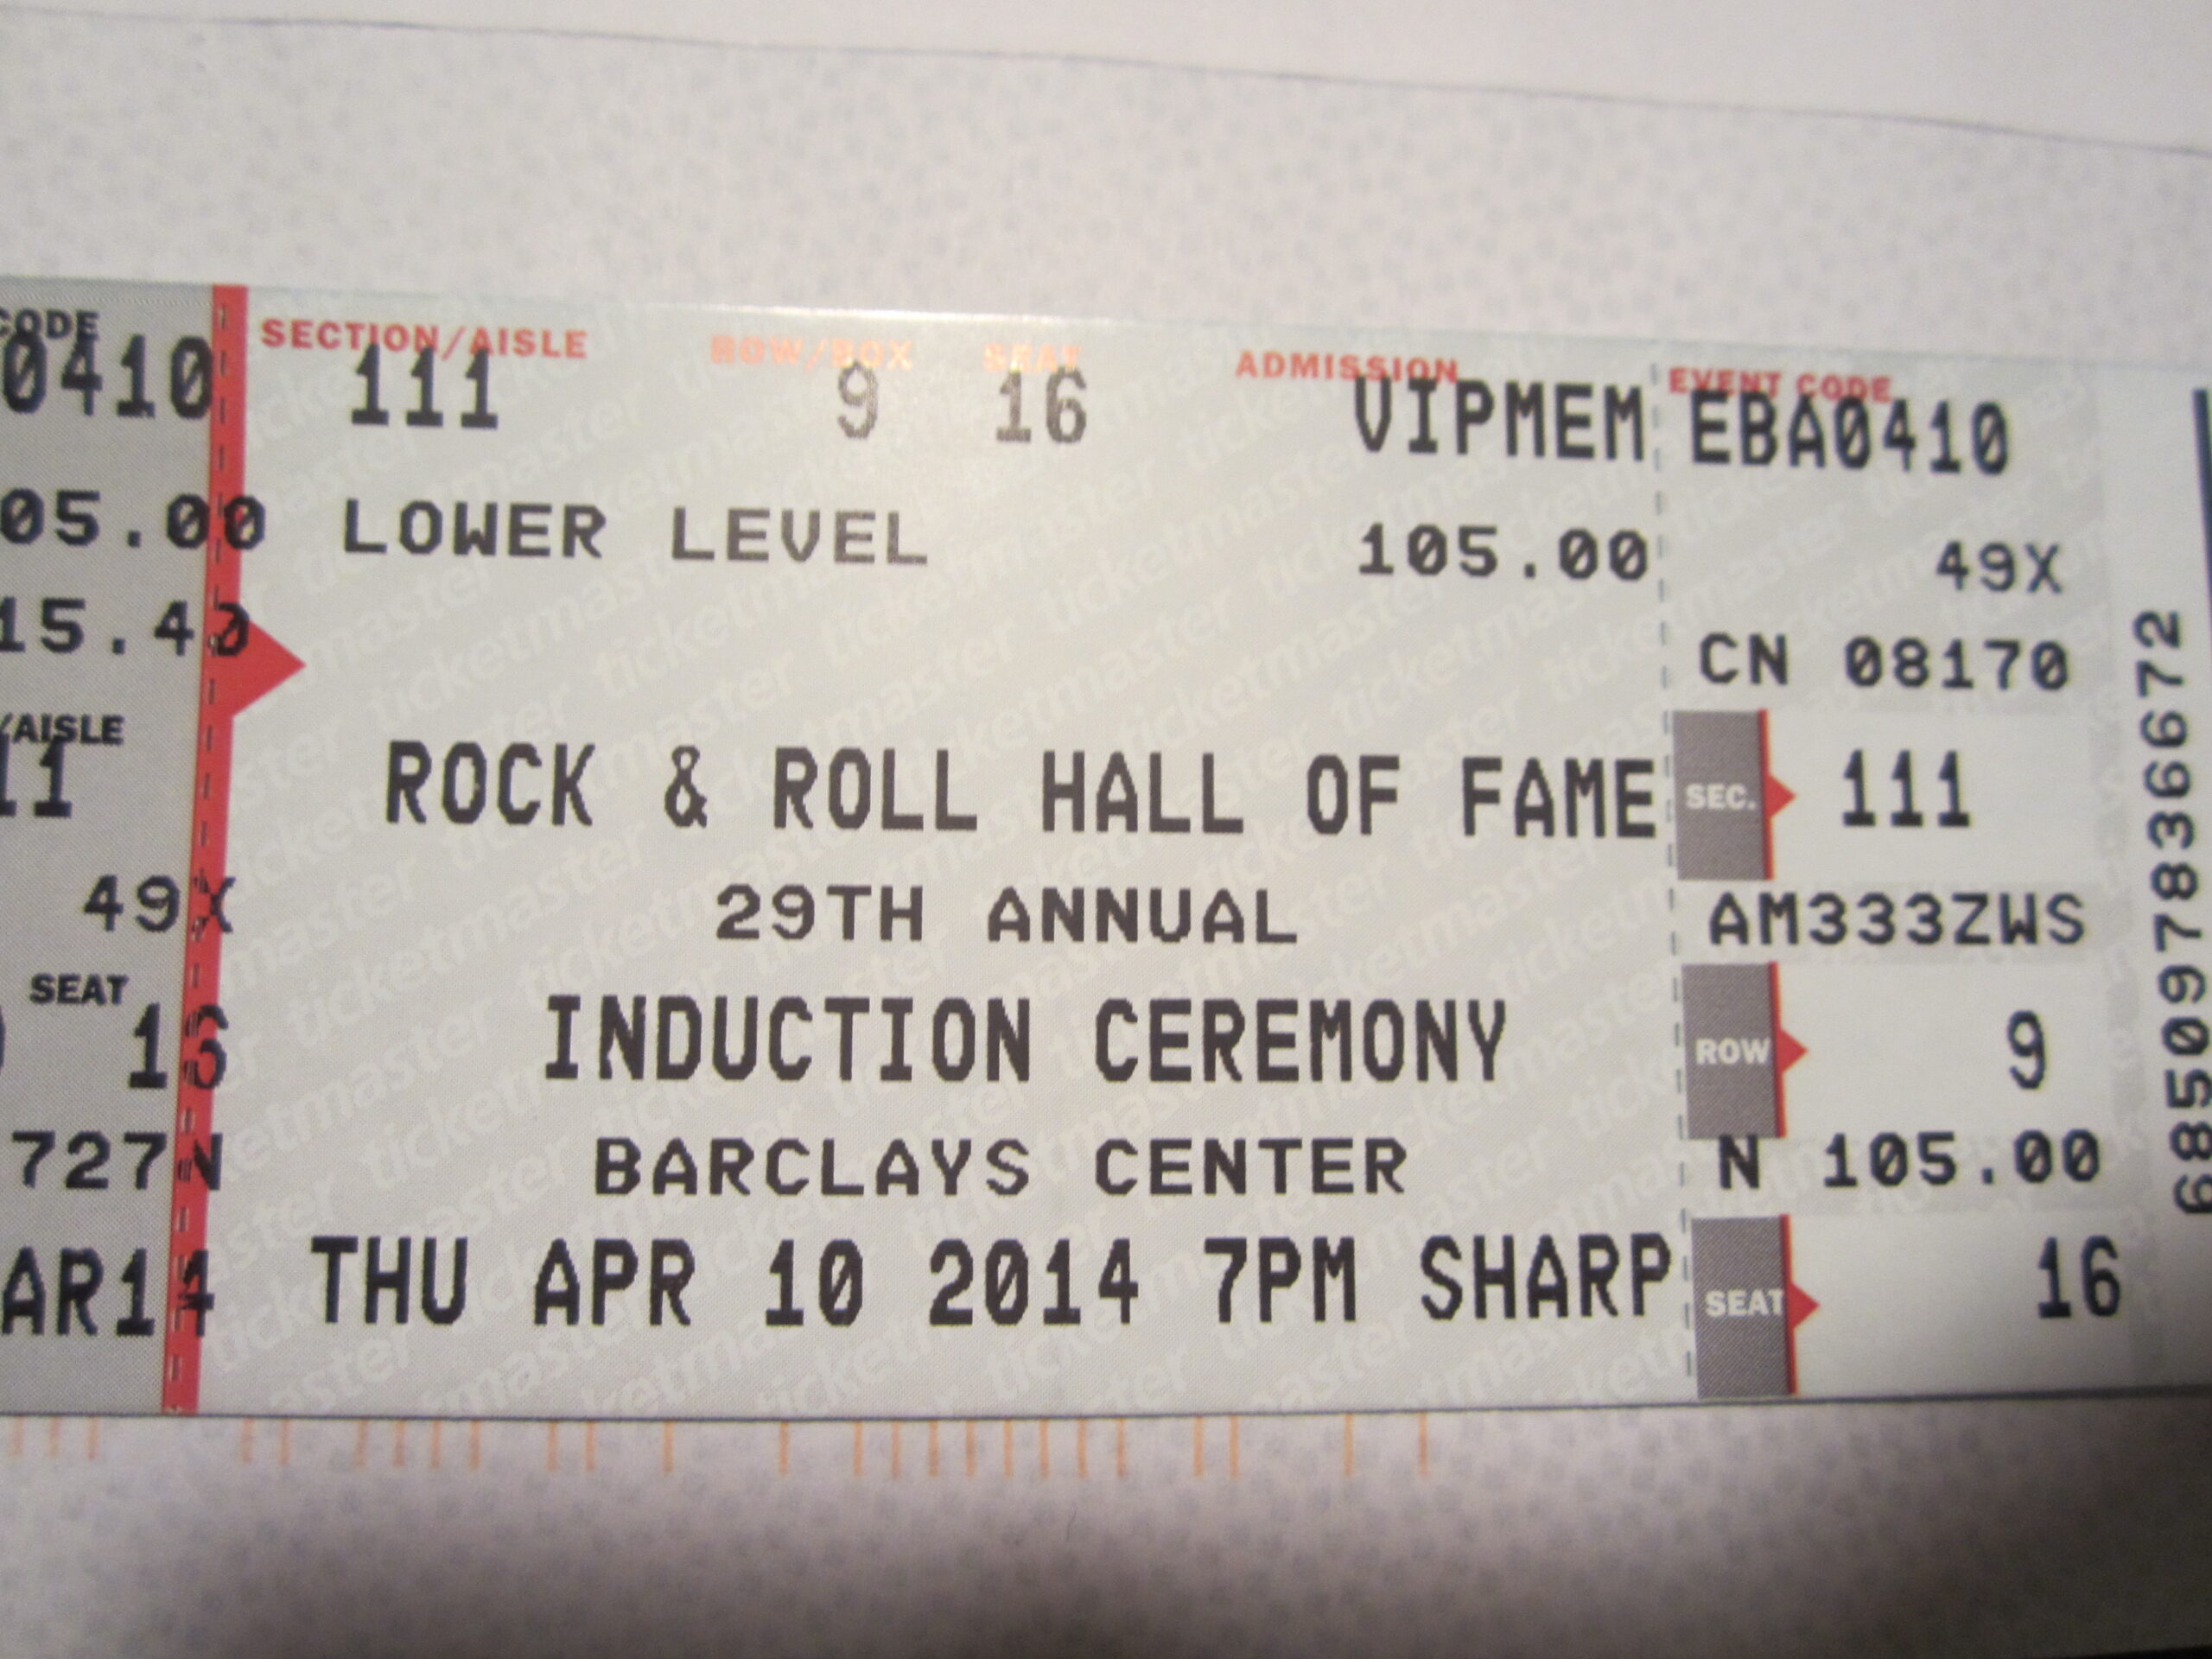 CODE
0410
05.00
15.40
/AISLE
11
49X
SEAT
16
727N
AR14
SECTION/AISLE ROW/BOX SEAT ADMISSION EVENT CODE
111 9 16 VIPMEM EBA0410
LOWER LEVEL 105.00 49X
CN 08170
ROCK & ROLL HALL OF FAME SEC. 111
29TH ANNUAL AM333ZWS
INDUCTION CEREMONY ROW 9
BARCLAYS CENTER N 105.00
THU APR 10 2014 7PM SHARP SEAT 16
6850978366672